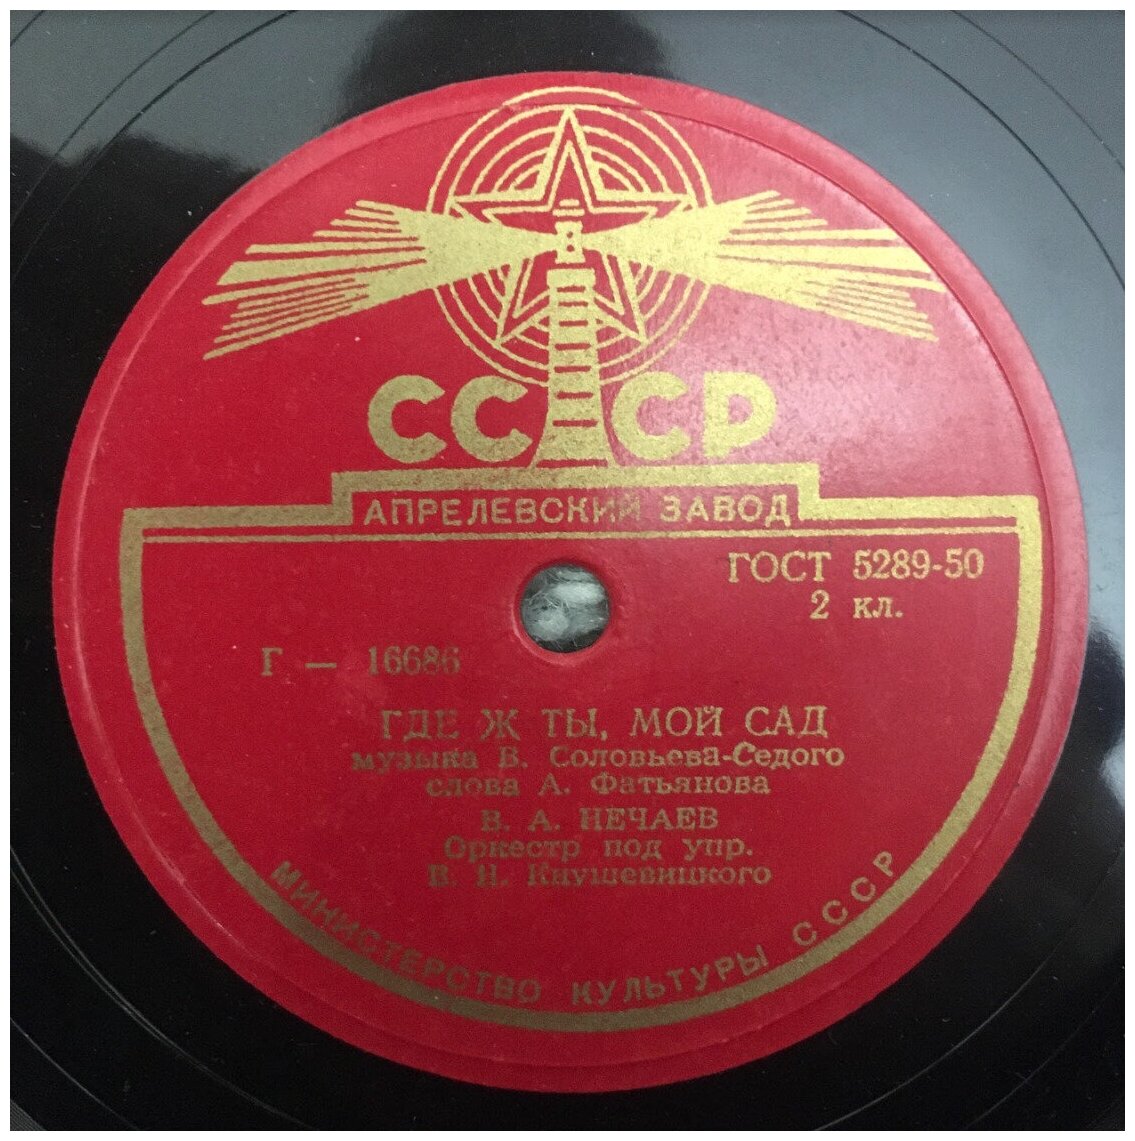 СССР
АПРЕЛЕВСКИЙ ЗАВОД
ГОСТ 5289-50
2 кл.
Г — 16686
ГДЕ Ж ТЫ, МОЙ САД
музыка В. Соловьева-Седого
слова А. Фатьянова
В. А. НЕЧАЕВ
Оркестр под упр.
В. Н. Кнушевицкого
МИНИСТЕРСТВО КУЛЬТУРЫ СССР